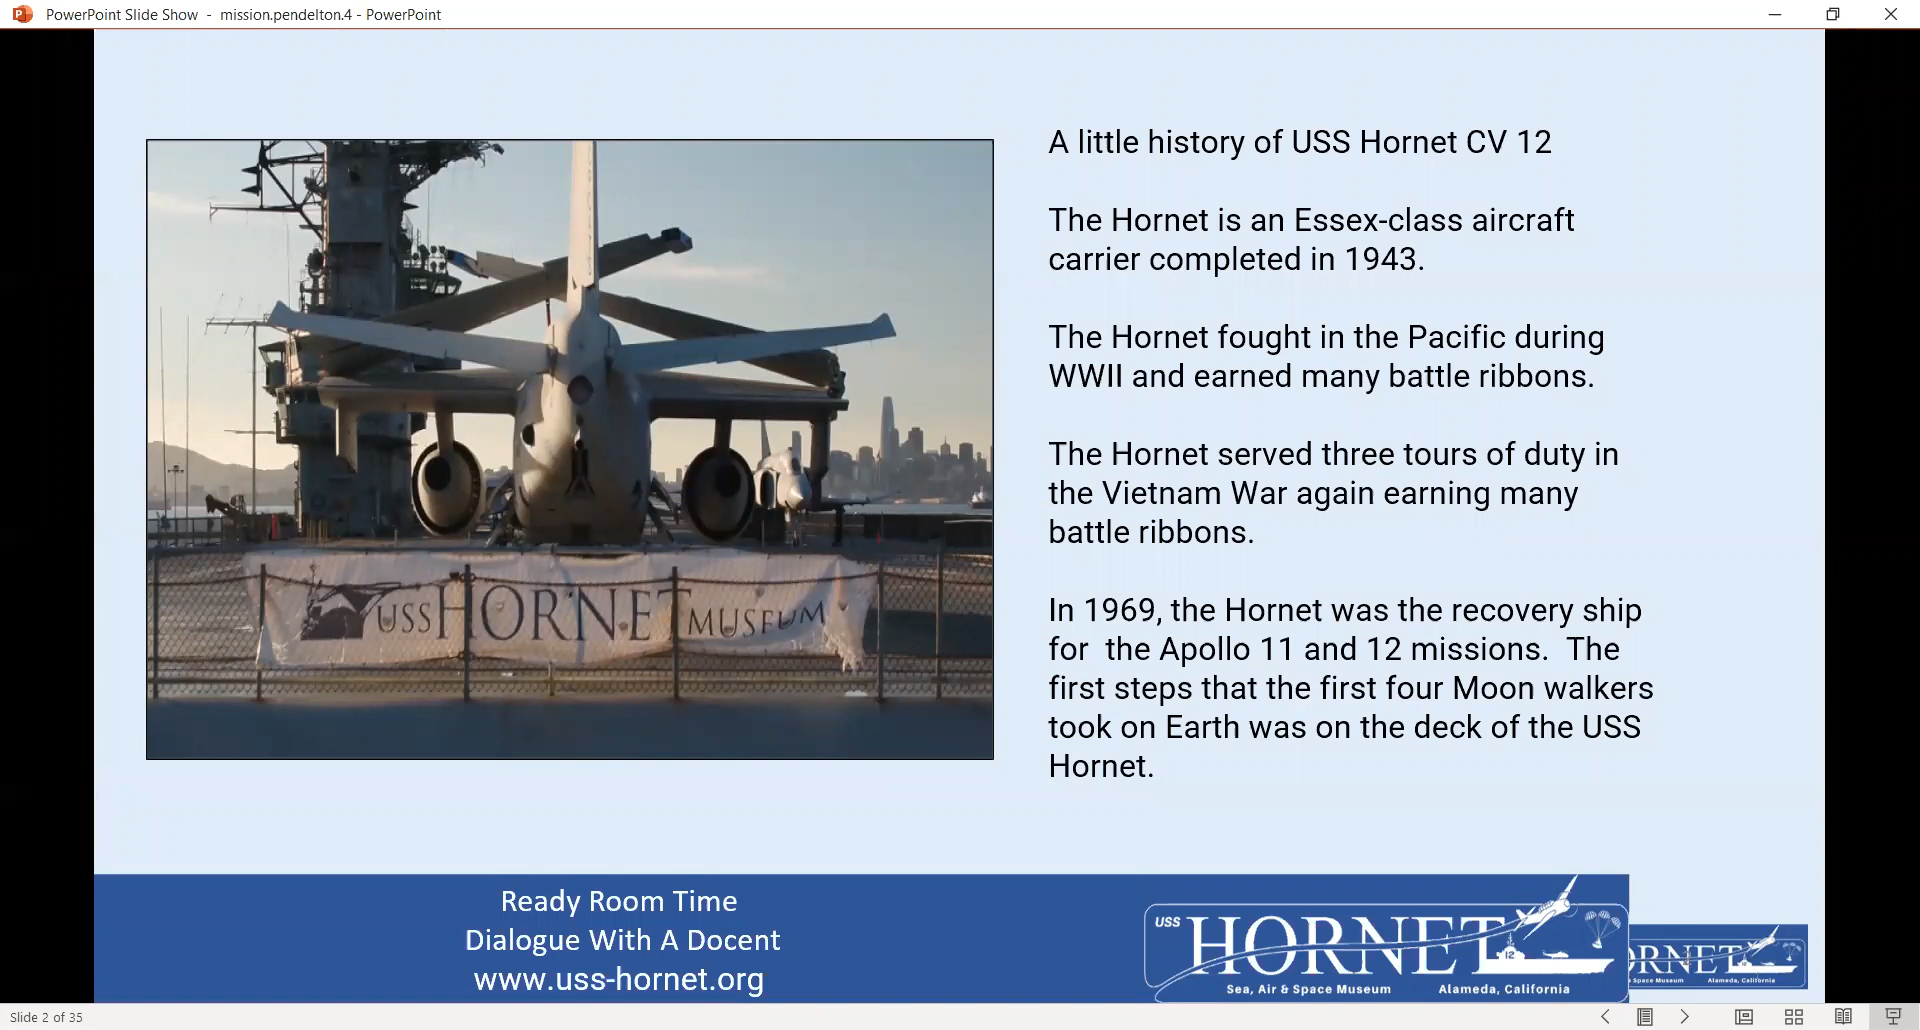 PowerPoint Slide Show - mission.pendelton.4 - PowerPoint
A little history of USS Hornet CV 12
The Hornet is an Essex-class aircraft
carrier completed in 1943.
The Hornet fought in the Pacific during
WWII and earned many battle ribbons.
The Hornet served three tours of duty in
the Vietnam War again earning many
battle ribbons.
In 1969, the Hornet was the recovery ship
for  the Apollo 11 and 12 missions.  The
first steps that the first four Moon walkers
took on Earth was on the deck of the USS
Hornet.
USS HORNET MUSEUM
Ready Room Time
Dialogue With A Docent
www.uss-hornet.org
USS HORNET
12
Sea, Air & Space Museum Alameda, California
ORNET
Space Museum Alameda, California
Slide 2 of 35